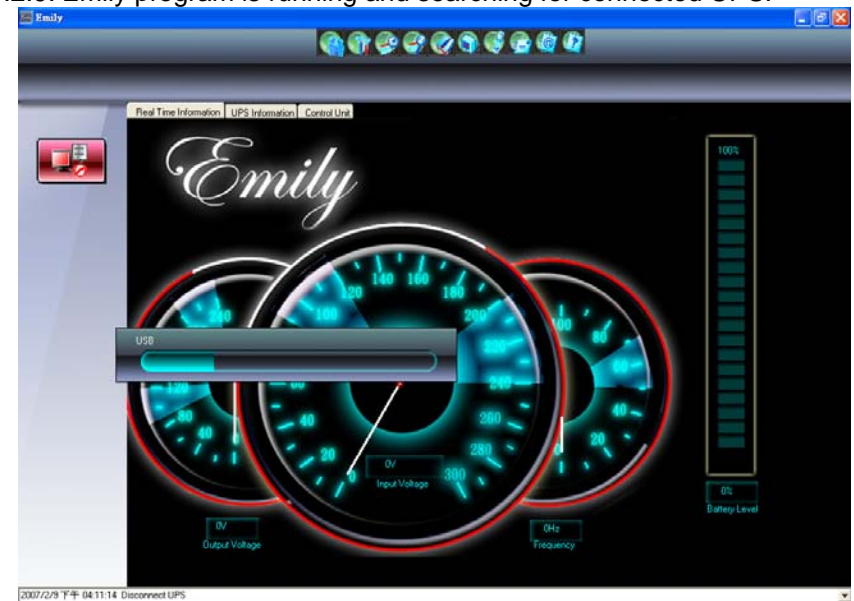 Emily program is running and searching for connected UPS.
Emily
Real Time Information UPS Information Control Unit
Emily
100%
USB
240
120
80
40
0
0
20
40
60
100
120
140 160
180
200
220
240
260
280
300
0V
Input Voltage
100
80
60
40
20
0
0V
Output Voltage
0Hz
Frequency
0%
Battery Level
2007/2/9 下午 04:11:14 Disconnect UPS